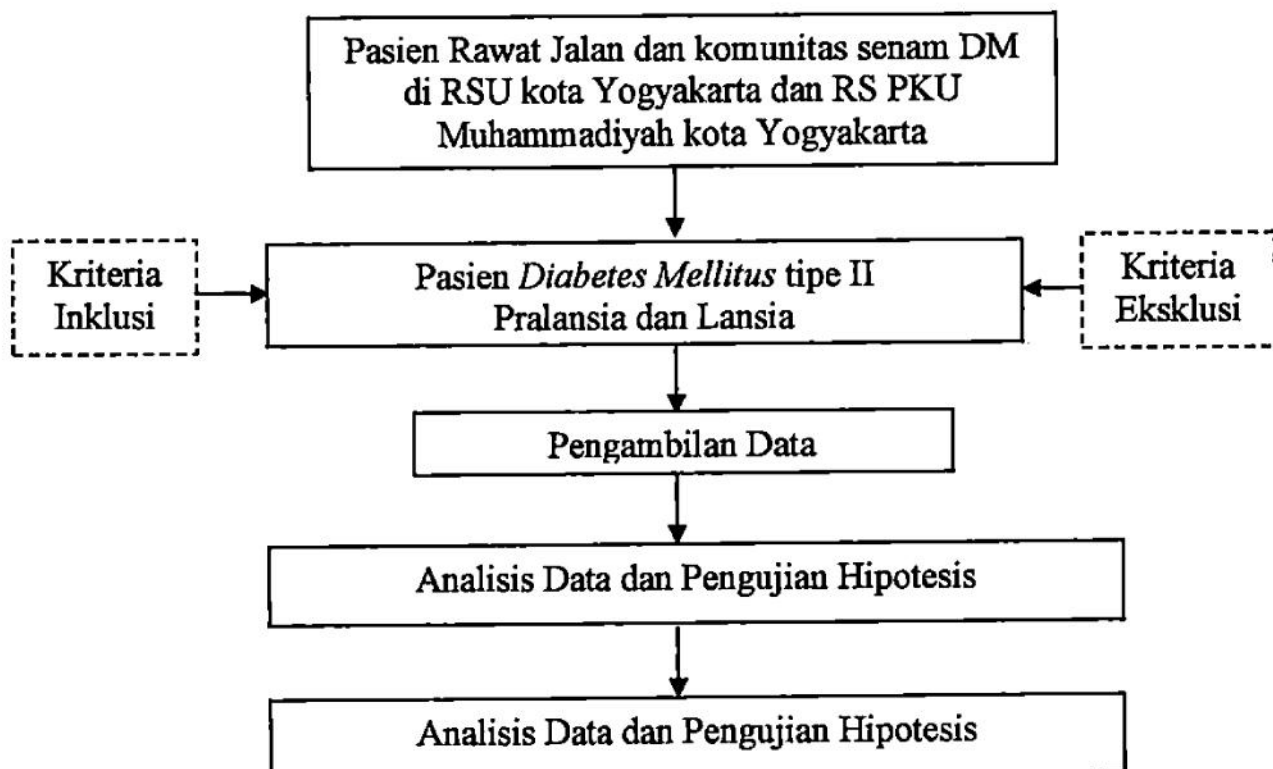 Pasien Rawat Jalan dan komunitas senam DM
di RSU kota Yogyakarta dan RS PKU
Muhammadiyah kota Yogyakarta
Kriteria
Inklusi
Pasien Diabetes Mellitus tipe II
Pralansia dan Lansia
Kriteria
Eksklusi
Pengambilan Data
Analisis Data dan Pengujian Hipotesis
Analisis Data dan Pengujian Hipotesis